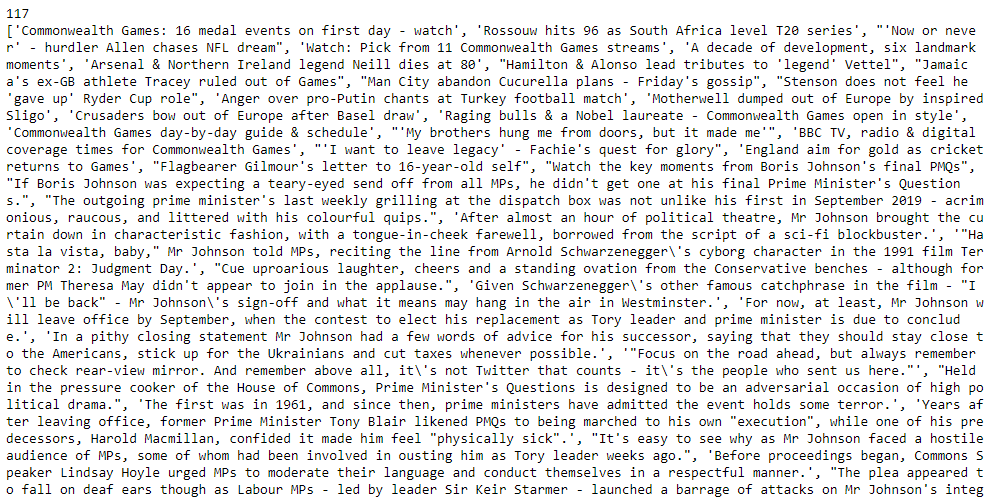 117
['Commonwealth Games: 16 medal events on first day - watch', 'Rossouw hits 96 as South Africa level T20 series', "'Now or neve
r' - hurdler Allen chases NFL dream", 'Watch: Pick from 11 Commonwealth Games streams', 'A decade of development, six landmark
moments', 'Arsenal & Northern Ireland legend Neill dies at 80', "Hamilton & Alonso lead tributes to 'legend' Vettel", "Jamaic
a's ex-GB athlete Tracey ruled out of Games", "Man City abandon Cucurella plans - Friday's gossip", "Stenson does not feel he
'gave up' Ryder Cup role", 'Anger over pro-Putin chants at Turkey football match', 'Motherwell dumped out of Europe by inspired
Sligo', 'Crusaders bow out of Europe after Basel draw', 'Raging bulls & a Nobel laureate - Commonwealth Games open in style',
'Commonwealth Games day-by-day guide & schedule', "'My brothers hung me from doors, but it made me'", 'BBC TV, radio & digital
coverage times for Commonwealth Games', "'I want to leave legacy' - Fachie's quest for glory", 'England aim for gold as cricket
returns to Games', "Flagbearer Gilmour's letter to 16-year-old self", "Watch the key moments from Boris Johnson's final PMQs",
"If Boris Johnson was expecting a teary-eyed send off from all MPs, he didn't get one at his final Prime Minister's Question
s.", "The outgoing prime minister's last weekly grilling at the dispatch box was not unlike his first in September 2019 - acrim
onious, raucous, and littered with his colourful quips.", 'After almost an hour of political theatre, Mr Johnson brought the cu
rtain down in characteristic fashion, with a tongue-in-cheek farewell, borrowed from the script of a sci-fi blockbuster.', '"Ha
sta la vista, baby," Mr Johnson told MPs, reciting the line from Arnold Schwarzenegger\'s cyborg character in the 1991 film Ter
minator 2: Judgment Day.', "Cue uproarious laughter, cheers and a standing ovation from the Conservative benches - although for
mer PM Theresa May didn't appear to join in the applause.", 'Given Schwarzenegger\'s other famous catchphrase in the film - "I
\'ll be back" - Mr Johnson\'s sign-off and what it means may hang in the air in Westminster.', 'For now, at least, Mr Johnson w
ill leave office by September, when the contest to elect his replacement as Tory leader and prime minister is due to conclud
e.', 'In a pithy closing statement Mr Johnson had a few words of advice for his successor, saying that they should stay close t
o the Americans, stick up for the Ukrainians and cut taxes whenever possible.', '"Focus on the road ahead, but always remember
to check rear-view mirror. And remember above all, it\'s not Twitter that counts - it\'s the people who sent us here."', "Held
in the pressure cooker of the House of Commons, Prime Minister's Questions is designed to be an adversarial occasion of high po
litical drama.", 'The first was in 1961, and since then, prime ministers have admitted the event holds some terror.', 'Years af
ter leaving office, former Prime Minister Tony Blair likened PMQs to being marched to his own "execution", while one of his pre
decessors, Harold Macmillan, confided it made him feel "physically sick".', "It's easy to see why as Mr Johnson faced a hostile
audience of MPs, some of whom had been involved in ousting him as Tory leader weeks ago.", 'Before proceedings began, Commons S
peaker Lindsay Hoyle urged MPs to moderate their language and conduct themselves in a respectful manner.', "The plea appeared t
o fall on deaf ears though as Labour MPs - led by leader Sir Keir Starmer - launched a barrage of attacks on Mr Johnson's integ